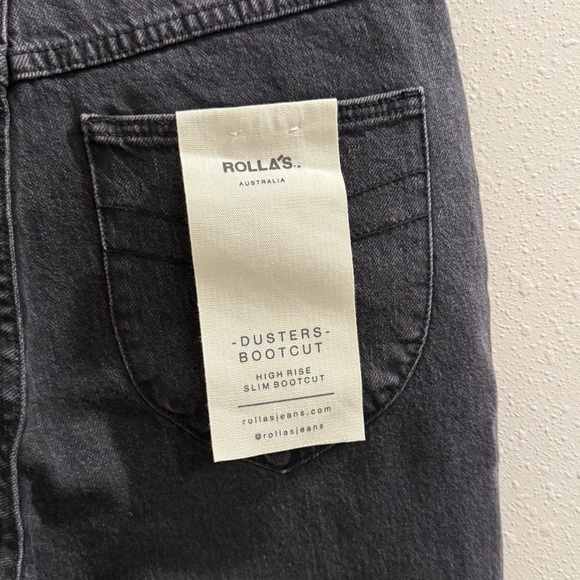 ROLLA'S..
AUSTRALIA
-DUSTERS-
BOOTCUT
HIGH RISE
SLIM BOOTCUT
rollasjeans.com
@rollasjeans